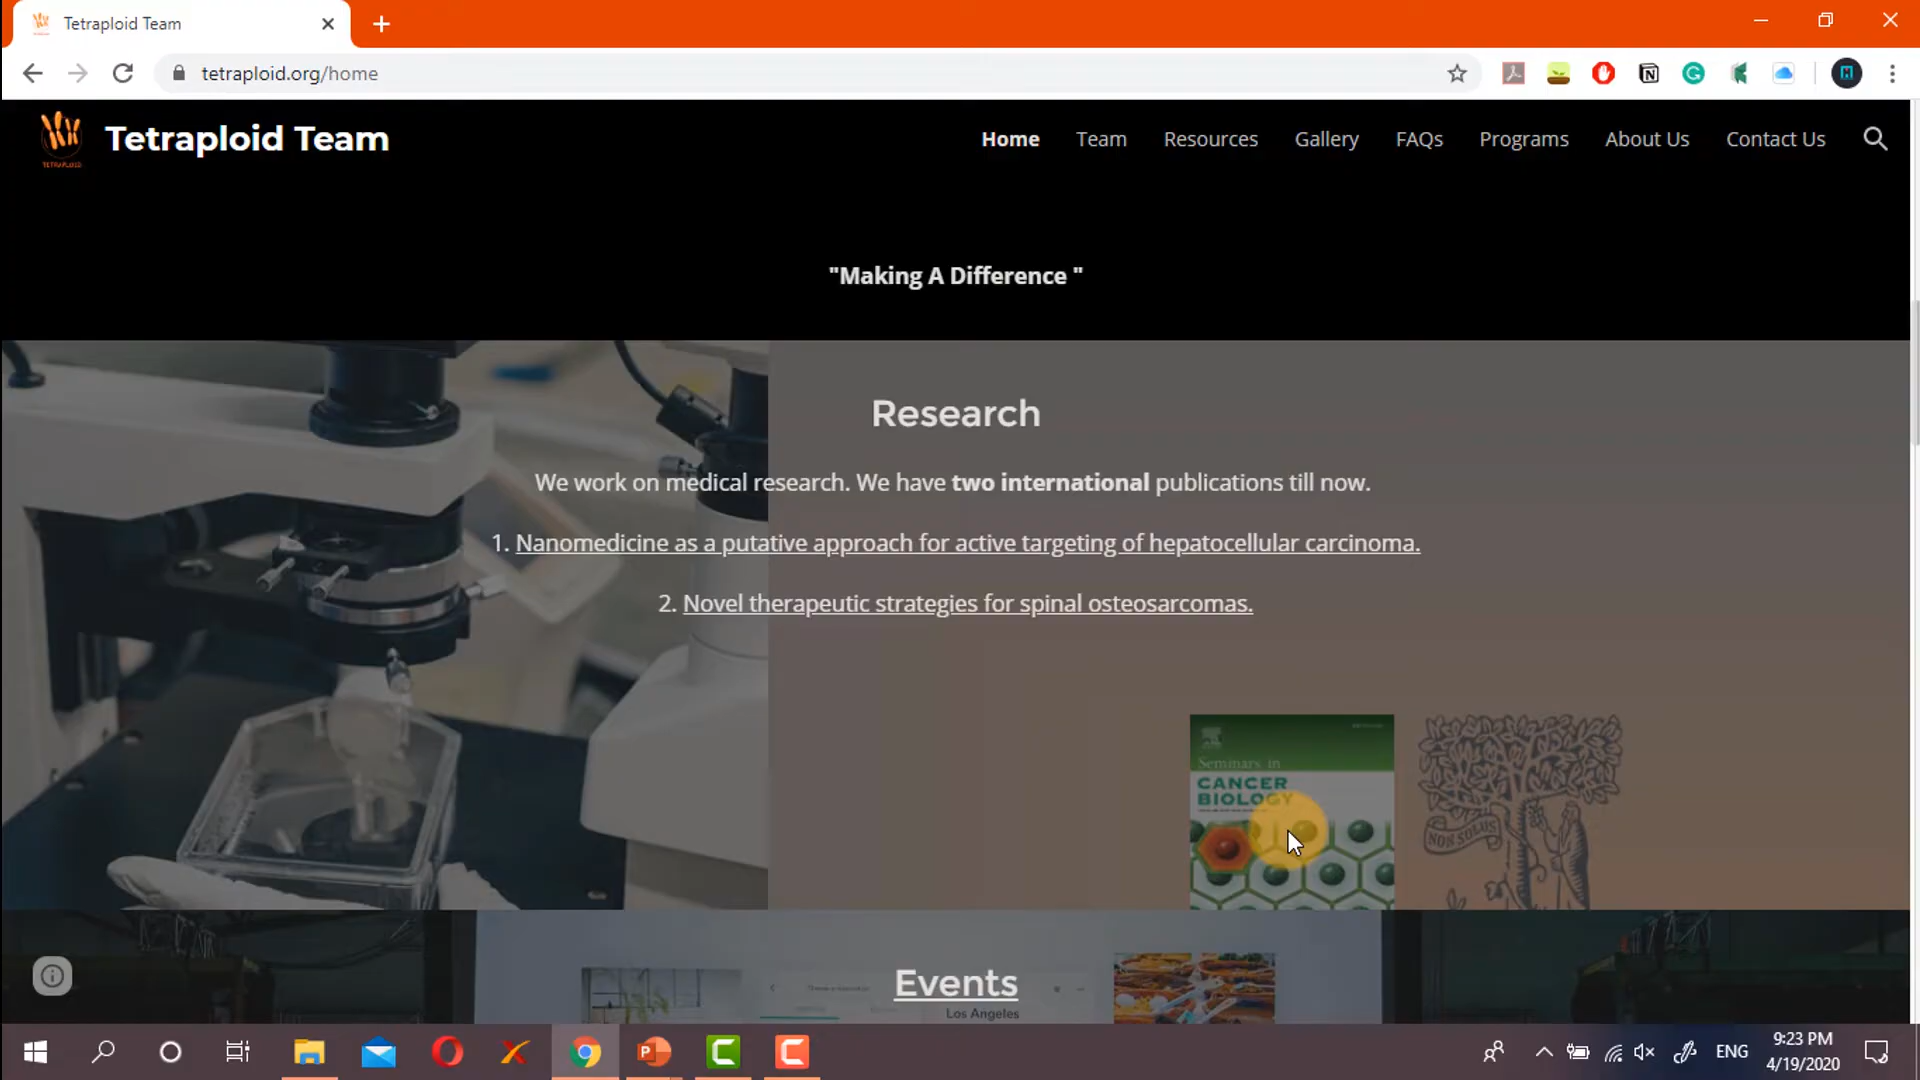 Tetraploid Team
tetraploid.org/home
TETRAPLOID
Tetraploid Team
Home Team Resources Gallery FAQs Programs About Us Contact Us
"Making A Difference "
Research
We work on medical research. We have two international publications till now.
1. Nanomedicine as a putative approach for active targeting of hepatocellular carcinoma.
2. Novel therapeutic strategies for spinal osteosarcomas.
Seminars in
CANCER
BIOLOGY
NON SOLUS
Events
Los Angeles
ENG
9:23 PM
4/19/2020